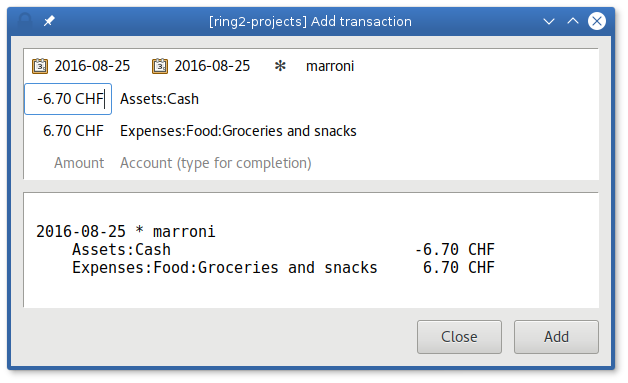 [ring2-projects] Add transaction
2016-08-25 2016-08-25 * marroni
-6.70 CHF Assets:Cash
6.70 CHF Expenses:Food:Groceries and snacks
Amount Account (type for completion)
2016-08-25 * marroni
Assets:Cash -6.70 CHF
Expenses:Food:Groceries and snacks 6.70 CHF
Close Add